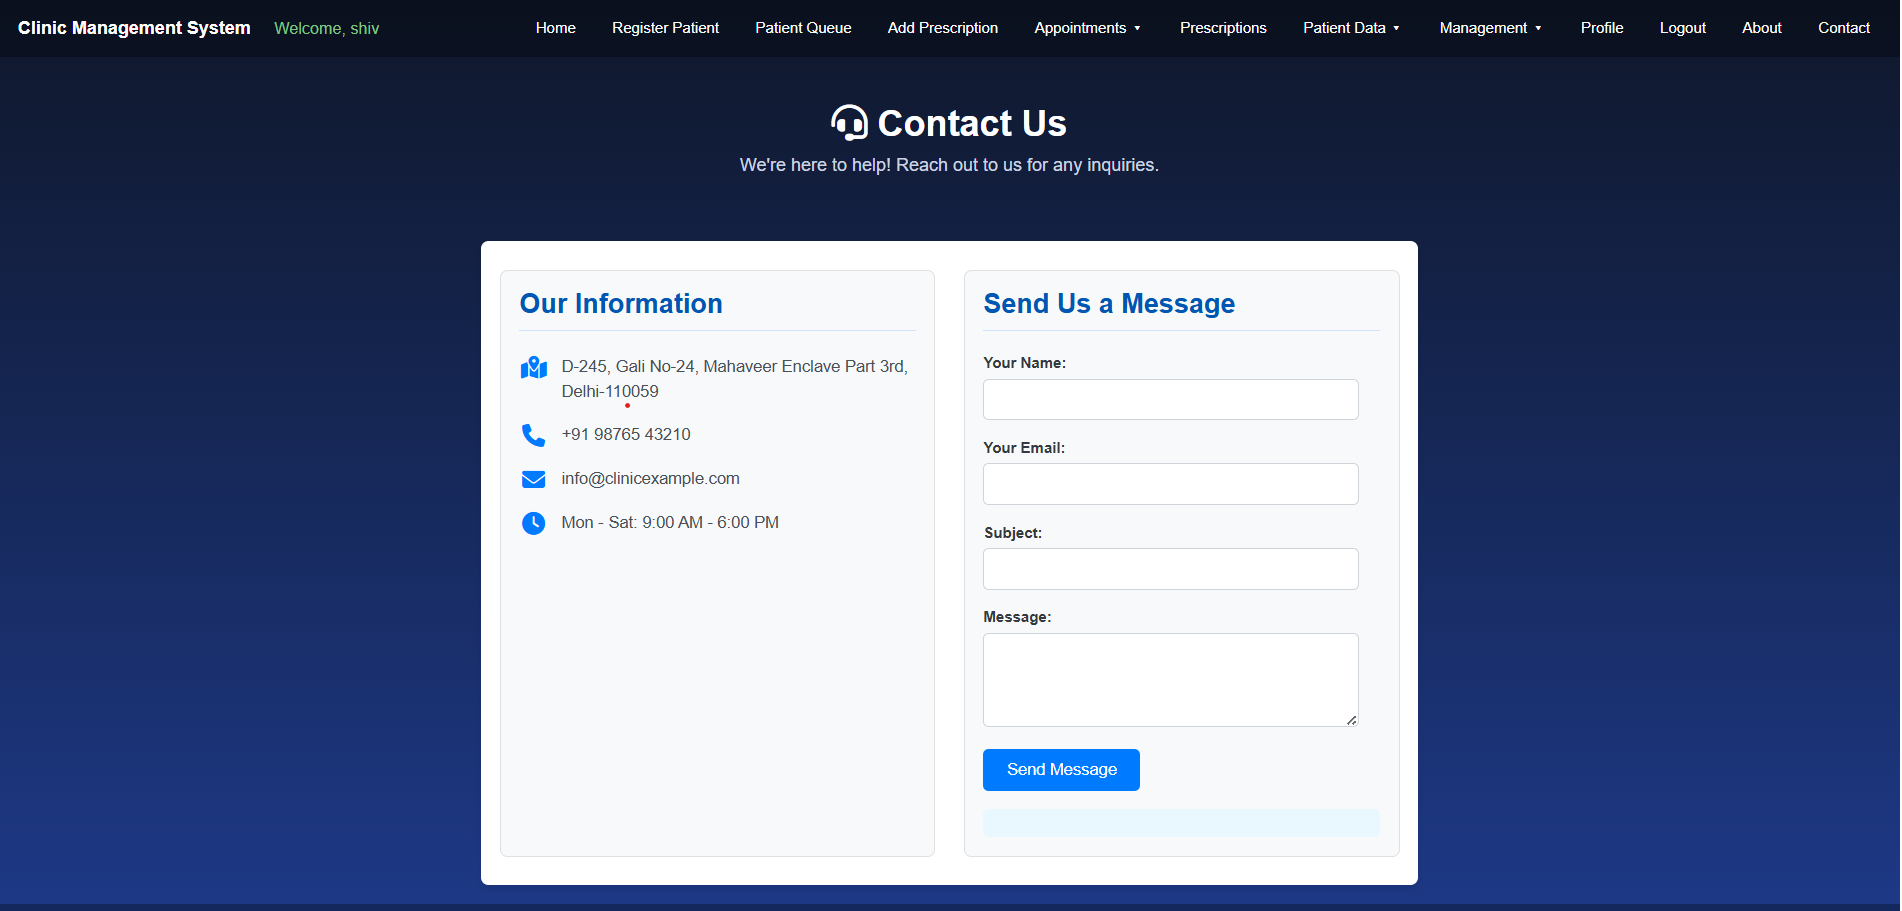 Clinic Management System Welcome, shiv Home Register Patient Patient Queue Add Prescription Appointments Prescriptions Patient Data Management Profile Logout About Contact
Contact Us
We're here to help! Reach out to us for any inquiries.
Our Information
D-245, Gali No-24, Mahaveer Enclave Part 3rd,
Delhi-110059
+91 98765 43210
info@clinicexample.com
Mon - Sat: 9:00 AM - 6:00 PM
Send Us a Message
Your Name:
Your Email:
Subject:
Message:
Send Message